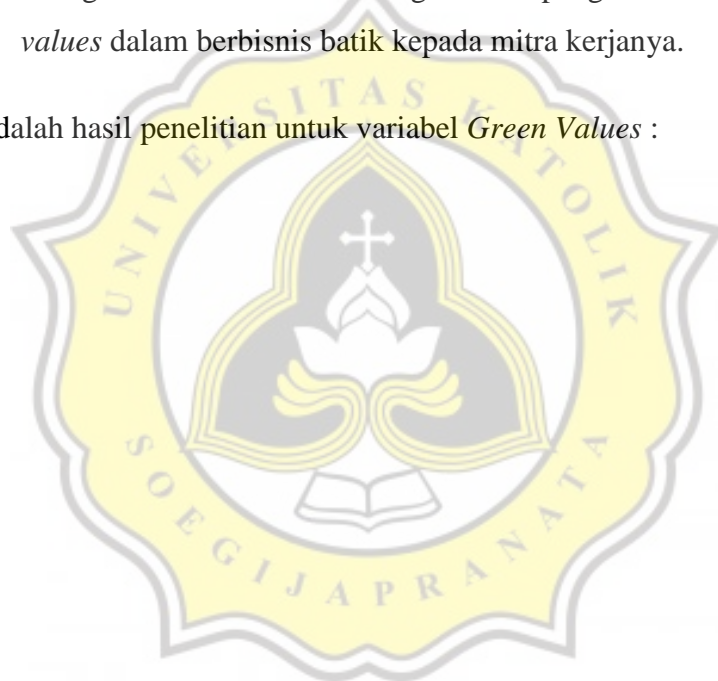 values dalam berbisnis batik kepada mitra kerjanya.
dalah hasil penelitian untuk variabel Green Values :
UNIVERSITAS KATOLIK
SOEGIJAPRANATA